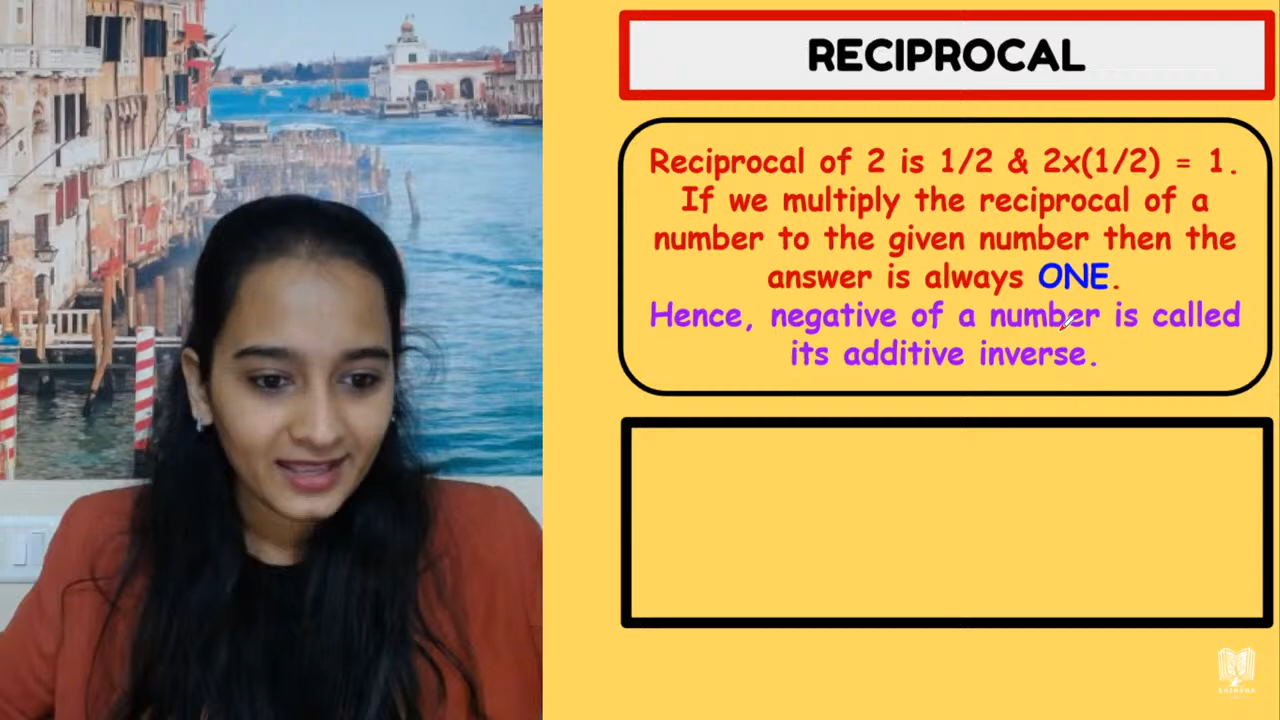 RECIPROCAL
Reciprocal of 2 is 1/2 & 2x(1/2) = 1.
If we multiply the reciprocal of a
number to the given number then the
answer is always ONE.
Hence, negative of a number is called
its additive inverse.